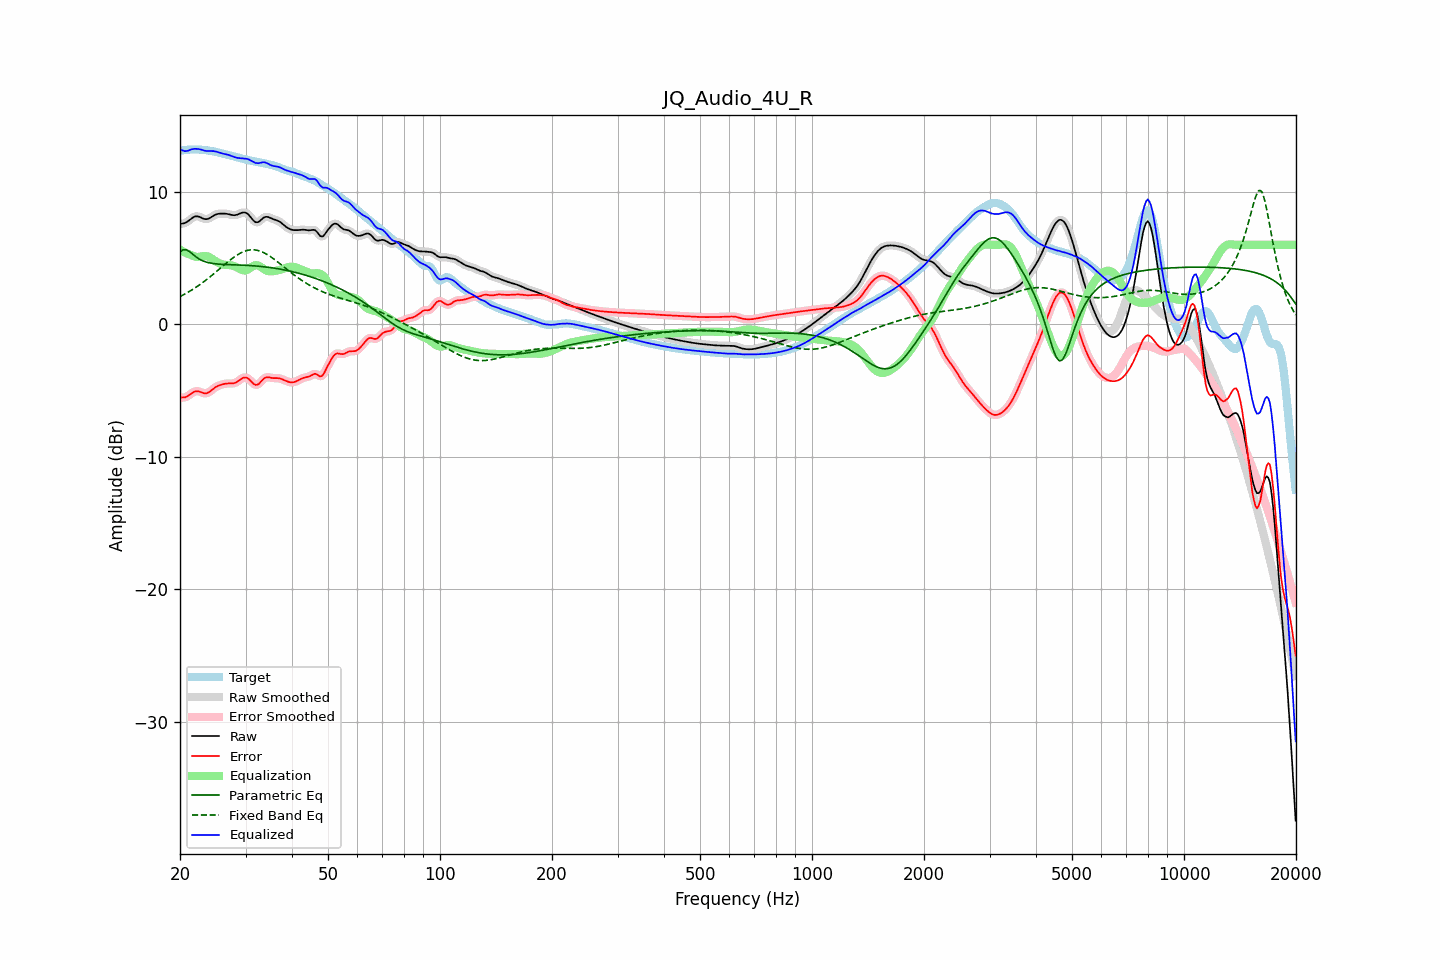 JQ_Audio_4U_R
Amplitude (dBr)
10
0
−10
−20
−30
Target
Raw Smoothed
Error Smoothed
Raw
Error
Equalization
Parametric Eq
Fixed Band Eq
Equalized
20
50
100
200
500
1000
2000
5000
10000
20000
Frequency (Hz)